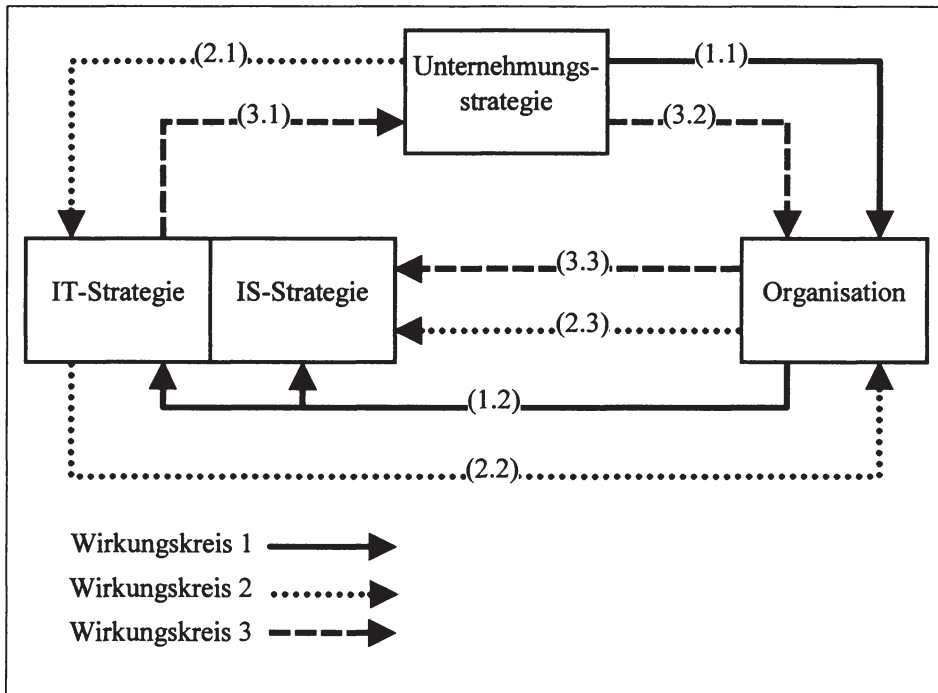 (2.1)
Unternehmungs-
strategie
(1.1)
(3.1)
(3.2)
IT-Strategie
IS-Strategie
(3.3)
(2.3)
Organisation
(1.2)
(2.2)
Wirkungskreis 1
Wirkungskreis 2
Wirkungskreis 3